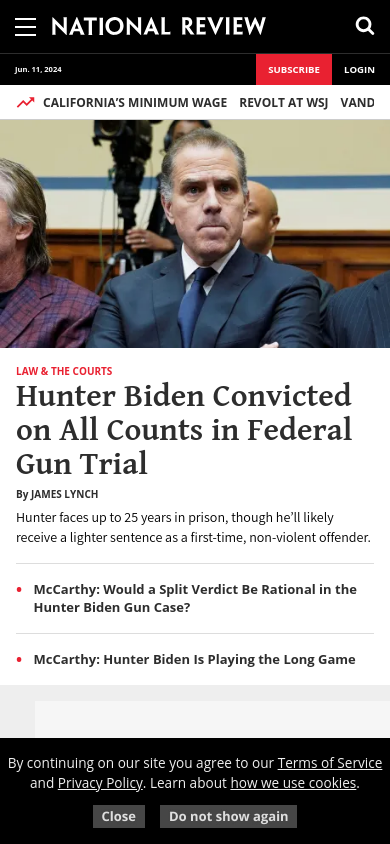 NATIONAL REVIEW
Jun. 11, 2024
SUBSCRIBE
LOGIN
CALIFORNIA'S MINIMUM WAGE REVOLT AT WSJ VAND
LAW & THE COURTS
Hunter Biden Convicted
on All Counts in Federal
Gun Trial
By JAMES LYNCH
Hunter faces up to 25 years in prison, though he'll likely
receive a lighter sentence as a first-time, non-violent offender.
• McCarthy: Would a Split Verdict Be Rational in the
Hunter Biden Gun Case?
• McCarthy: Hunter Biden Is Playing the Long Game
By continuing on our site you agree to our Terms of Service
and Privacy Policy. Learn about how we use cookies.
Close
Do not show again